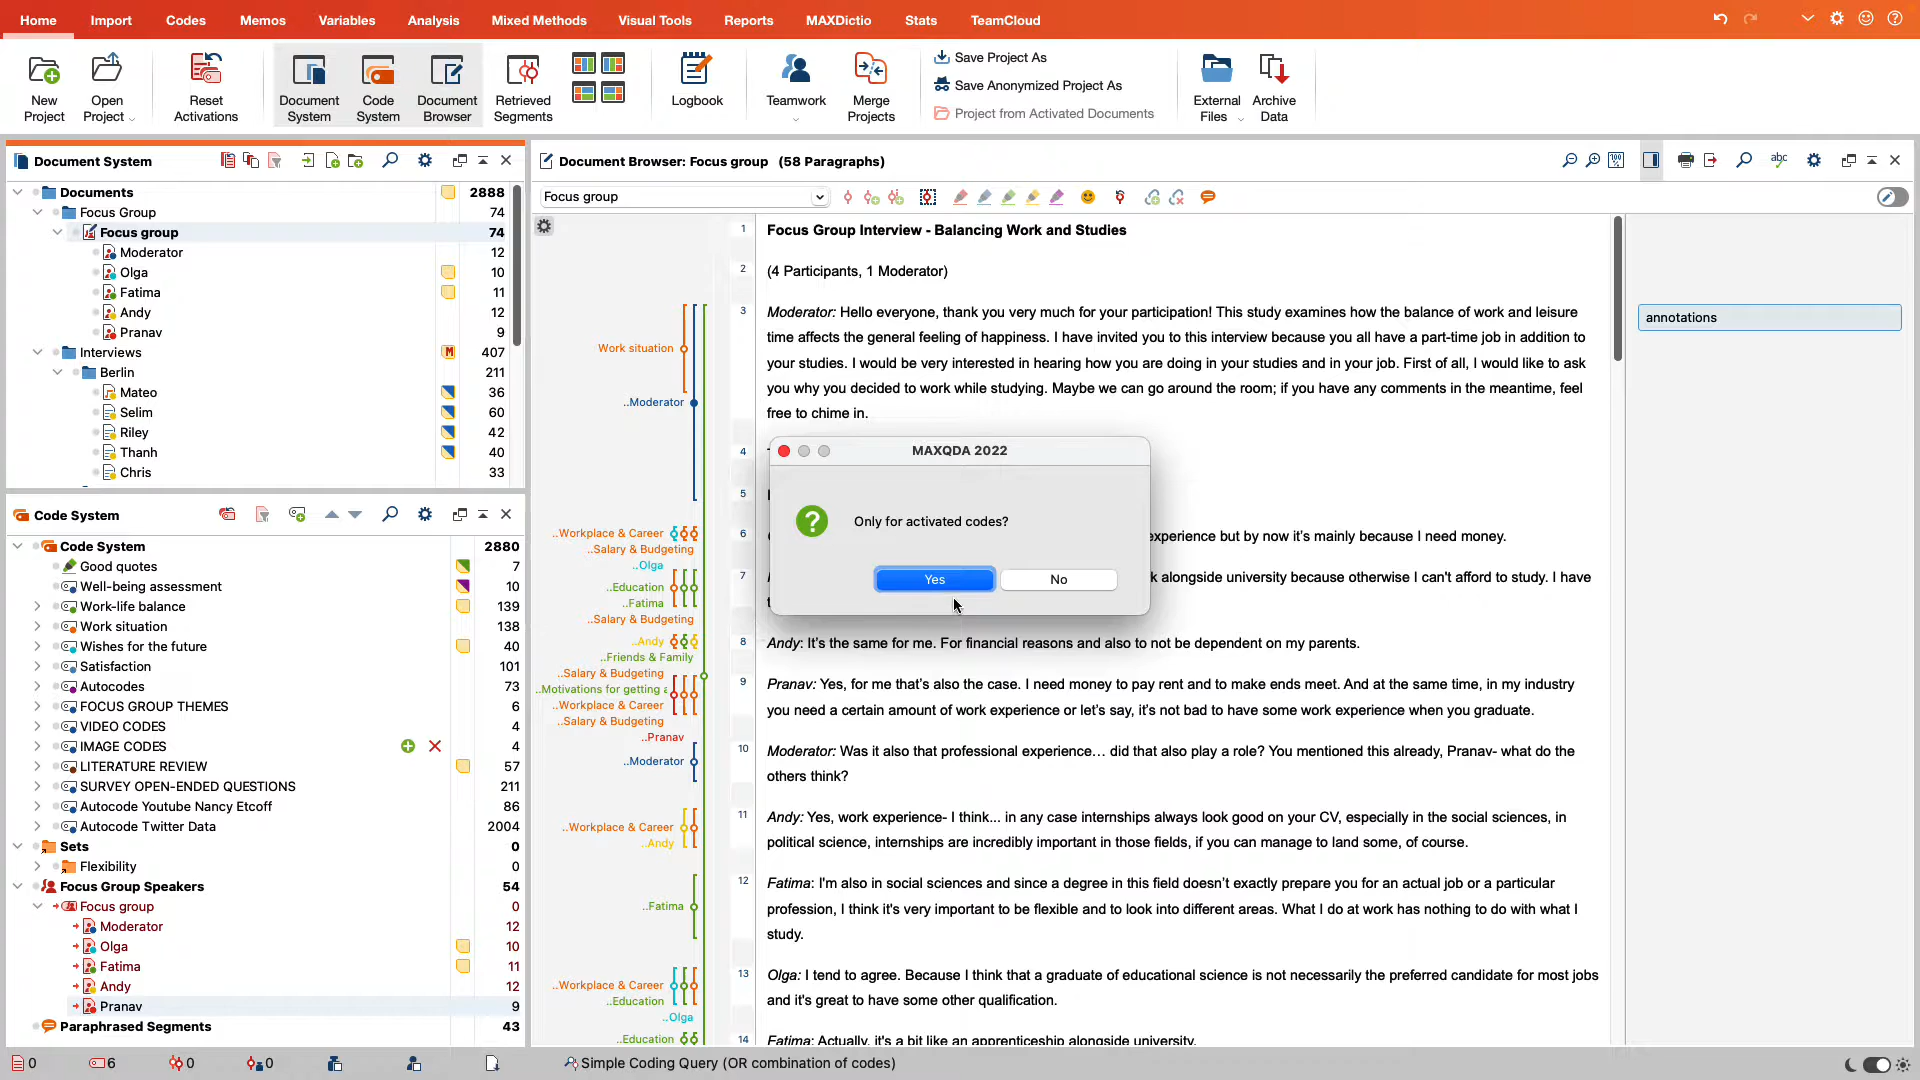 Home Import Codes Memos Variables Analysis Mixed Methods Visual Tools Reports MAXDictio Stats TeamCloud
New Project
Open Project
Reset Activations
Document System
Code System
Document Browser
Retrieved Segments
Logbook
Teamwork
Merge Projects
Save Project As
Save Anonymized Project As
Project from Activated Documents
External Files
Archive Data
Document System
Documents 2888
Focus Group 74
Focus group 74
Moderator 12
Olga 10
Fatima 11
Andy 12
Pranav 9
Interviews M 407
Berlin 211
Mateo 36
Selim 60
Riley 42
Thanh 40
Chris 33
Code System
Code System 2880
Good quotes 7
Well-being assessment 10
Work-life balance 139
Work situation 138
Wishes for the future 40
Satisfaction 101
Autocodes 73
FOCUS GROUP THEMES 6
VIDEO CODES 4
IMAGE CODES 4
LITERATURE REVIEW 57
SURVEY OPEN-ENDED QUESTIONS 211
Autocode Youtube Nancy Etcoff 86
Autocode Twitter Data 2004
Sets 0
Flexibility 0
Focus Group Speakers 54
Focus group 0
Moderator 12
Olga 10
Fatima 11
Andy 12
Pranav 9
Paraphrased Segments 43
Document Browser: Focus group (58 Paragraphs)
100%
abc
Focus group
Work situation
..Moderator
..Workplace & Career
..Salary & Budgeting
..Olga
..Education
..Fatima
..Salary & Budgeting
..Andy
..Friends & Family
..Salary & Budgeting
..Motivations for getting a
..Workplace & Career
..Salary & Budgeting
..Pranav
..Moderator
..Workplace & Career
..Andy
..Fatima
..Workplace & Career
..Education
..Olga
..Education
1 Focus Group Interview - Balancing Work and Studies
2 (4 Participants, 1 Moderator)
3 Moderator: Hello everyone, thank you very much for your participation! This study examines how the balance of work and leisure
time affects the general feeling of happiness. I have invited you to this interview because you all have a part-time job in addition to
your studies. I would be very interested in hearing how you are doing in your studies and in your job. First of all, I would like to ask
you why you decided to work while studying. Maybe we can go around the room; if you have any comments in the meantime, feel
free to chime in.
4
5
6 experience but by now it's mainly because I need money.
7 alongside university because otherwise I can't afford to study. I have
8 Andy: It's the same for me. For financial reasons and also to not be dependent on my parents.
9 Pranav: Yes, for me that's also the case. I need money to pay rent and to make ends meet. And at the same time, in my industry
you need a certain amount of work experience or let's say, it's not bad to have some work experience when you graduate.
10 Moderator: Was it also that professional experience… did that also play a role? You mentioned this already, Pranav- what do the
others think?
11 Andy: Yes, work experience- I think... in any case internships always look good on your CV, especially in the social sciences, in
political science, internships are incredibly important in those fields, if you can manage to land some, of course.
12 Fatima: I'm also in social sciences and since a degree in this field doesn't exactly prepare you for an actual job or a particular
profession, I think it's very important to be flexible and to look into different areas. What I do at work has nothing to do with what I
study.
13 Olga: I tend to agree. Because I think that a graduate of educational science is not necessarily the preferred candidate for most jobs
and it's great to have some other qualification.
14 Fatima: Actually, it's a bit like an apprenticeship alongside university.
annotations
MAXQDA 2022
Only for activated codes?
Yes
No
0 6 0 0
Simple Coding Query (OR combination of codes)